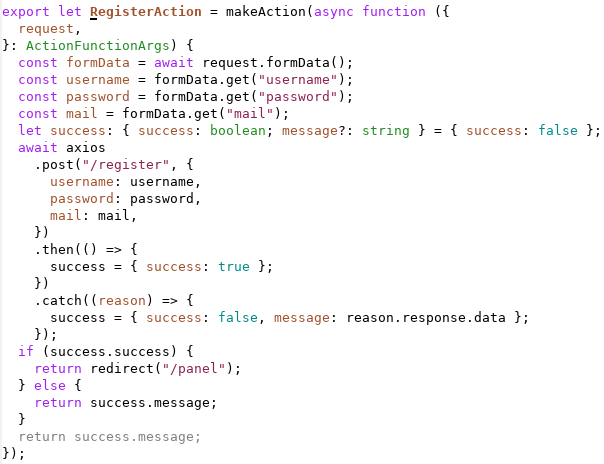 export let RegisterAction = makeAction(async function ({
  request,
}: ActionFunctionArgs) {
  const formData = await request.formData();
  const username = formData.get("username");
  const password = formData.get("password");
  const mail = formData.get("mail");
  let success: { success: boolean; message?: string } = { success: false };
  await axios
    .post("/register", {
      username: username,
      password: password,
      mail: mail,
    })
    .then(() => {
      success = { success: true };
    })
    .catch((reason) => {
      success = { success: false, message: reason.response.data };
    });
  if (success.success) {
    return redirect("/panel");
  } else {
    return success.message;
  }
  return success.message;
});